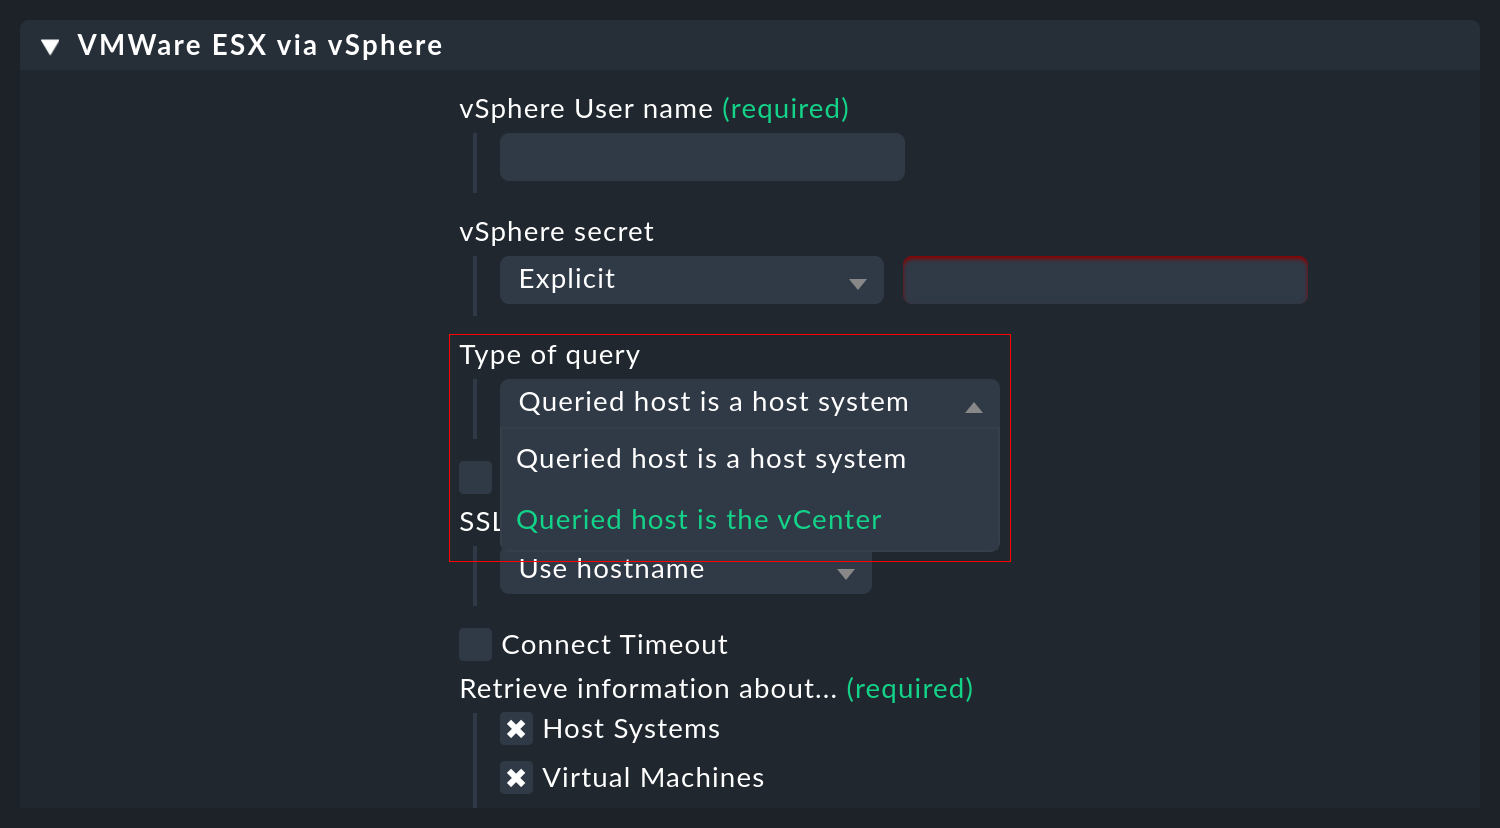 VMWare ESX via vSphere
vSphere User name (required)
vSphere secret
Explicit
Type of query
Queried host is a host system
Queried host is a host system
Queried host is the vCenter
SSL
Use hostname
Connect Timeout
Retrieve information about... (required)
Host Systems
Virtual Machines